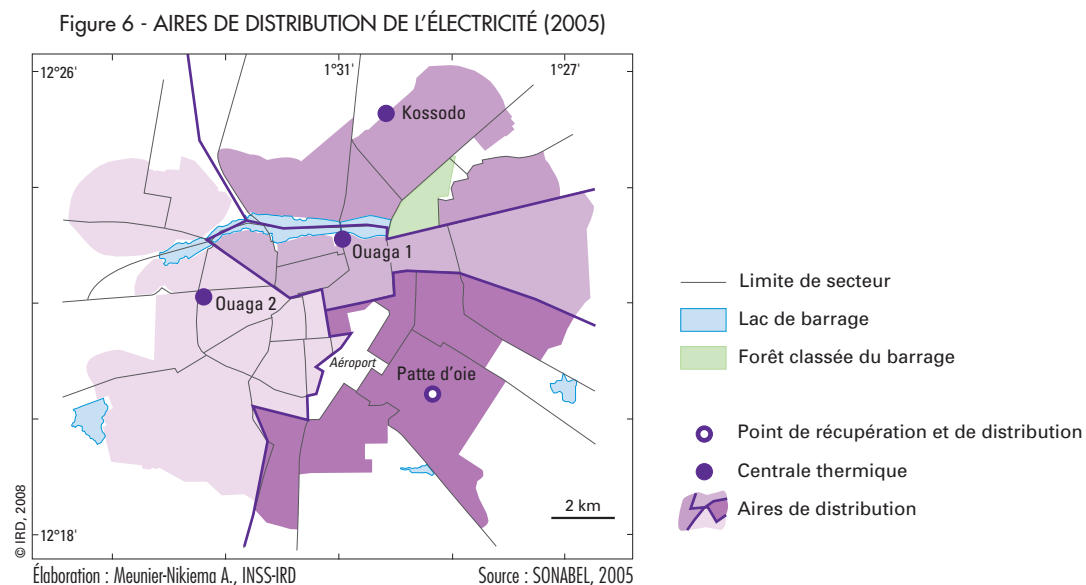 Figure 6 - AIRES DE DISTRIBUTION DE L'ÉLECTRICITÉ (2005)
12°26'
1°31'
1°27'
Kossodo
Ouaga 1
Ouaga 2
Aéroport
Patte d'oie
2 km
12°18'
© IRD, 2008
Limite de secteur
Lac de barrage
Forêt classée du barrage
Point de récupération et de distribution
Centrale thermique
Aires de distribution
Élaboration : Meunier-Nikiema A., INSS-IRD
Source : SONABEL, 2005